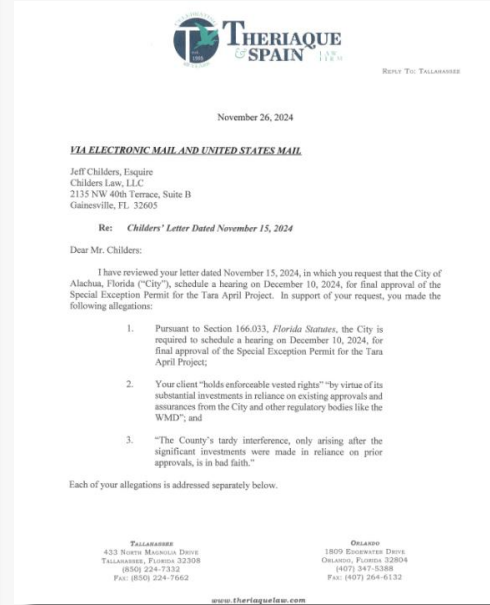 THERIAQUE
& SPAIN LAW FIRM
REPLY TO: TALLAHASSEE
November 26, 2024
VIA ELECTRONIC MAIL AND UNITED STATES MAIL
Jeff Childers, Esquire
Childers Law, LLC
2135 NW 40th Terrace, Suite B
Gainesville, FL 32605
Re: Childers' Letter Dated November 15, 2024
Dear Mr. Childers:
I have reviewed your letter dated November 15, 2024, in which you request that the City of
Alachua, Florida ("City"), schedule a hearing on December 10, 2024, for final approval of the
Special Exception Permit for the Tara April Project. In support of your request, you made the
following allegations:
1. Pursuant to Section 166.033, Florida Statutes, the City is
required to schedule a hearing on December 10, 2024, for
final approval of the Special Exception Permit for the Tara
April Project;
2. Your client "holds enforceable vested rights" "by virtue of its
substantial investments in reliance on existing approvals and
assurances from the City and other regulatory bodies like the
WMD"; and
3. "The County's tardy interference, only arising after the
significant investments were made in reliance on prior
approvals, is in bad faith."
Each of your allegations is addressed separately below.
TALLAHASSEE
433 NORTH MAGNOLIA DRIVE
TALLAHASSEE, FLORIDA 32308
(850) 224-7332
FAX: (850) 224-7662
ORLANDO
1809 EDGEWATER DRIVE
ORLANDO, FLORIDA 32804
(407) 347-5388
FAX: (407) 264-6132
www.theriaquelaw.com